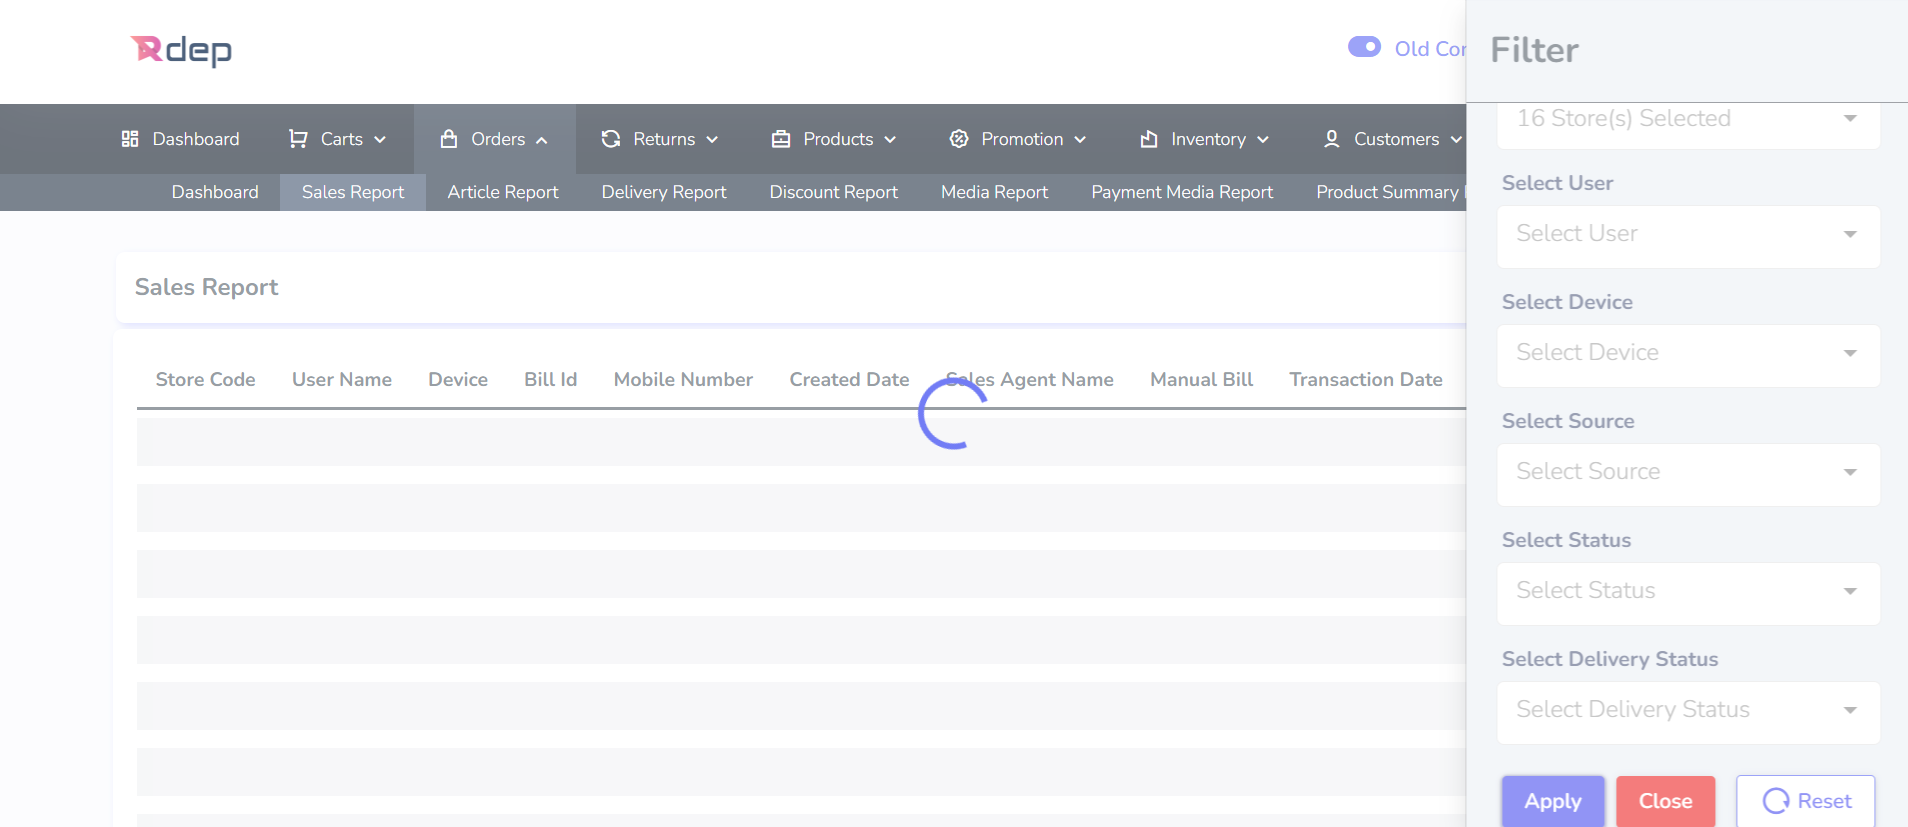 Rdep
Old Cor
Filter
Dashboard
Carts
Orders
Returns
Products
Promotion
Inventory
Customers
Dashboard
Sales Report
Article Report
Delivery Report
Discount Report
Media Report
Payment Media Report
Product Summary
Sales Report
Store Code
User Name
Device
Bill Id
Mobile Number
Created Date
Sales Agent Name
Manual Bill
Transaction Date
16 Store(s) Selected
Select User
Select User
Select Device
Select Device
Select Source
Select Source
Select Status
Select Status
Select Delivery Status
Select Delivery Status
Apply
Close
Reset